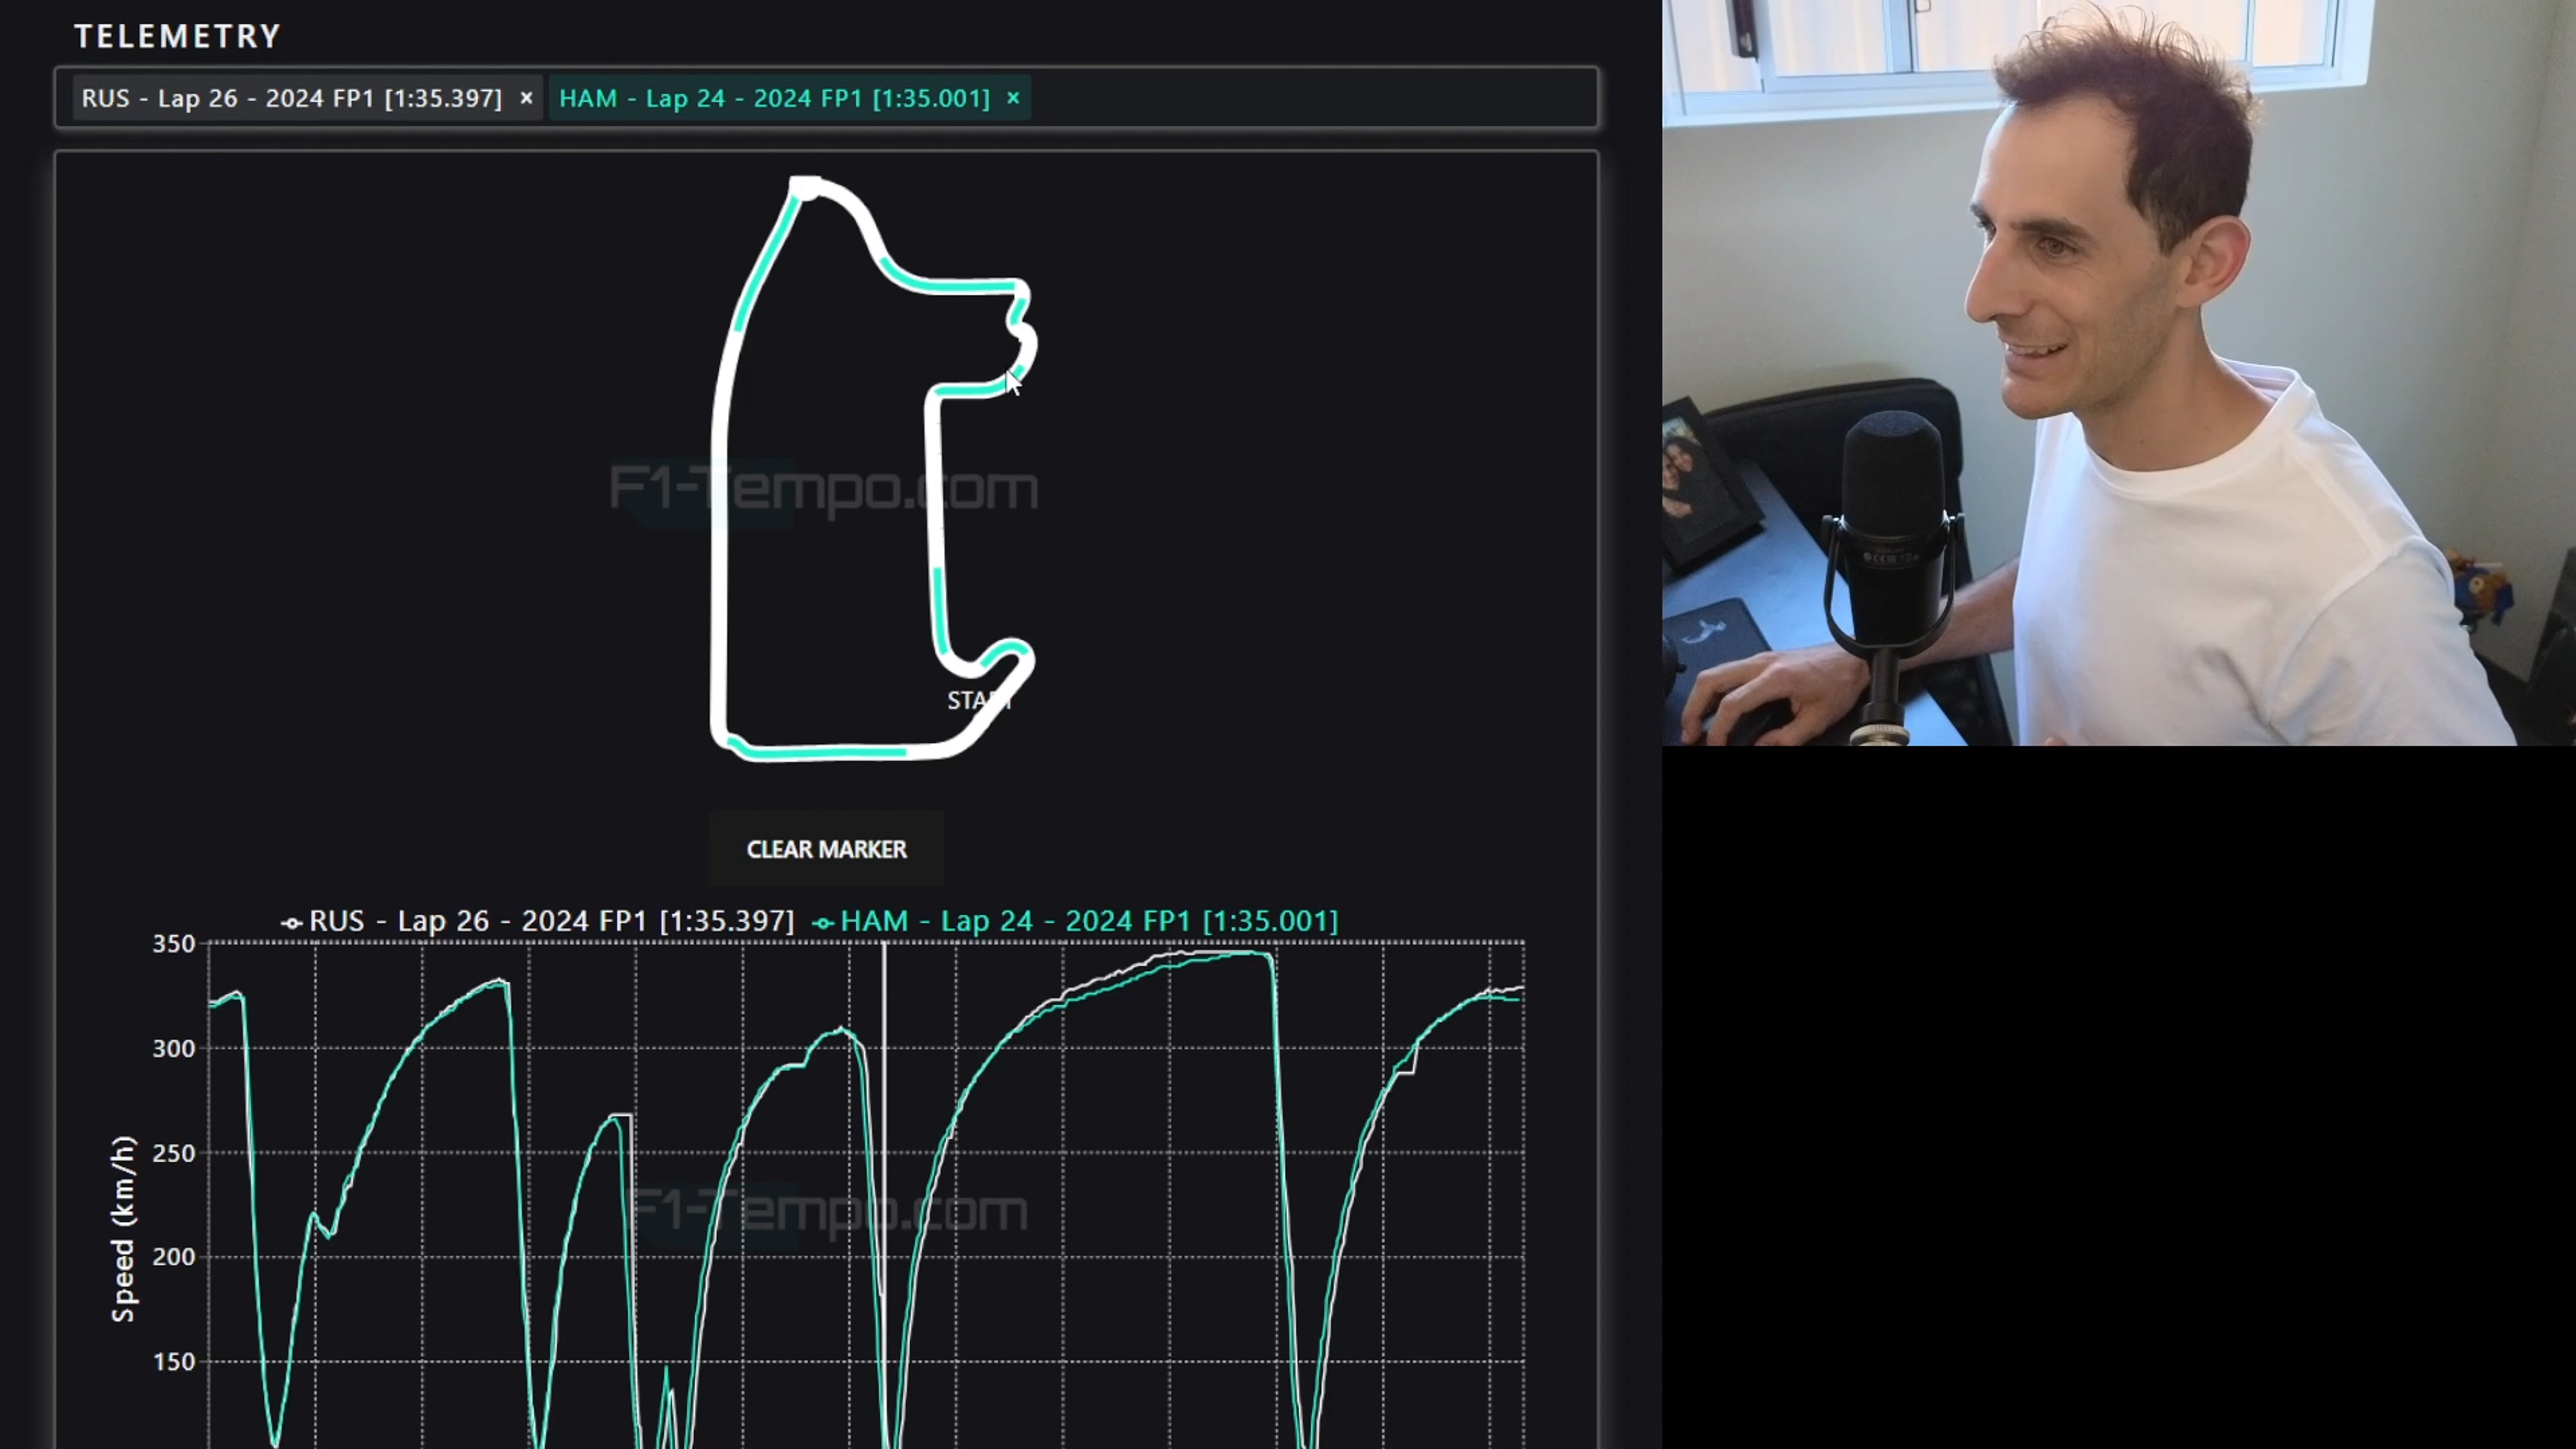 TELEMETRY
RUS - Lap 26 - 2024 FP1 [1:35.397] × HAM - Lap 24 - 2024 FP1 [1:35.001] ×
F1-Tempo.com
START
CLEAR MARKER
RUS - Lap 26 - 2024 FP1 [1:35.397] HAM - Lap 24 - 2024 FP1 [1:35.001]
350
300
250
200
150
Speed (km/h)
F1-Tempo.com